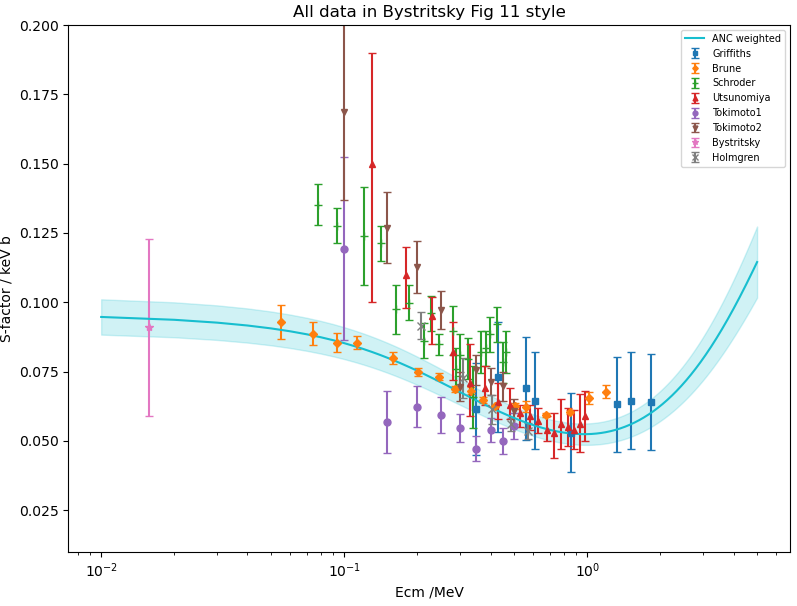 All data in Bystritsky Fig 11 style
0.200
0.175
0.150
0.125
0.100
0.075
0.050
0.025
S-factor / keV b
10⁻²
10⁻¹
10⁰
Ecm /MeV
ANC weighted
Griffiths
Brune
Schroder
Utsunomiya
Tokimoto1
Tokimoto2
Bystritsky
Holmgren